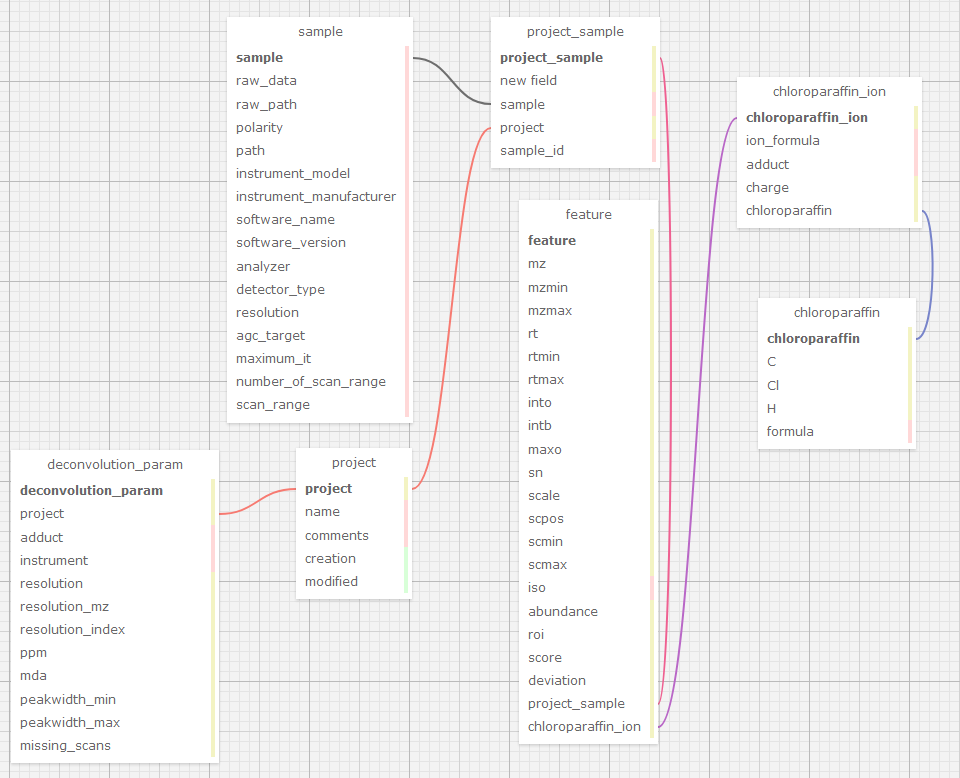 sample
sample
raw_data
raw_path
polarity
path
instrument_model
instrument_manufacturer
software_name
software_version
analyzer
detector_type
resolution
agc_target
maximum_it
number_of_scan_range
scan_range
project_sample
project_sample
new field
sample
project
sample_id
chloroparaffin_ion
chloroparaffin_ion
ion_formula
adduct
charge
chloroparaffin
feature
feature
mz
mzmin
mzmax
rt
rtmin
rtmax
into
intb
maxo
sn
scale
scpos
scmin
scmax
iso
abundance
roi
score
deviation
project_sample
chloroparaffin_ion
chloroparaffin
chloroparaffin
C
Cl
H
formula
deconvolution_param
deconvolution_param
project
adduct
instrument
resolution
resolution_mz
resolution_index
ppm
mda
peakwidth_min
peakwidth_max
missing_scans
project
project
name
comments
creation
modified